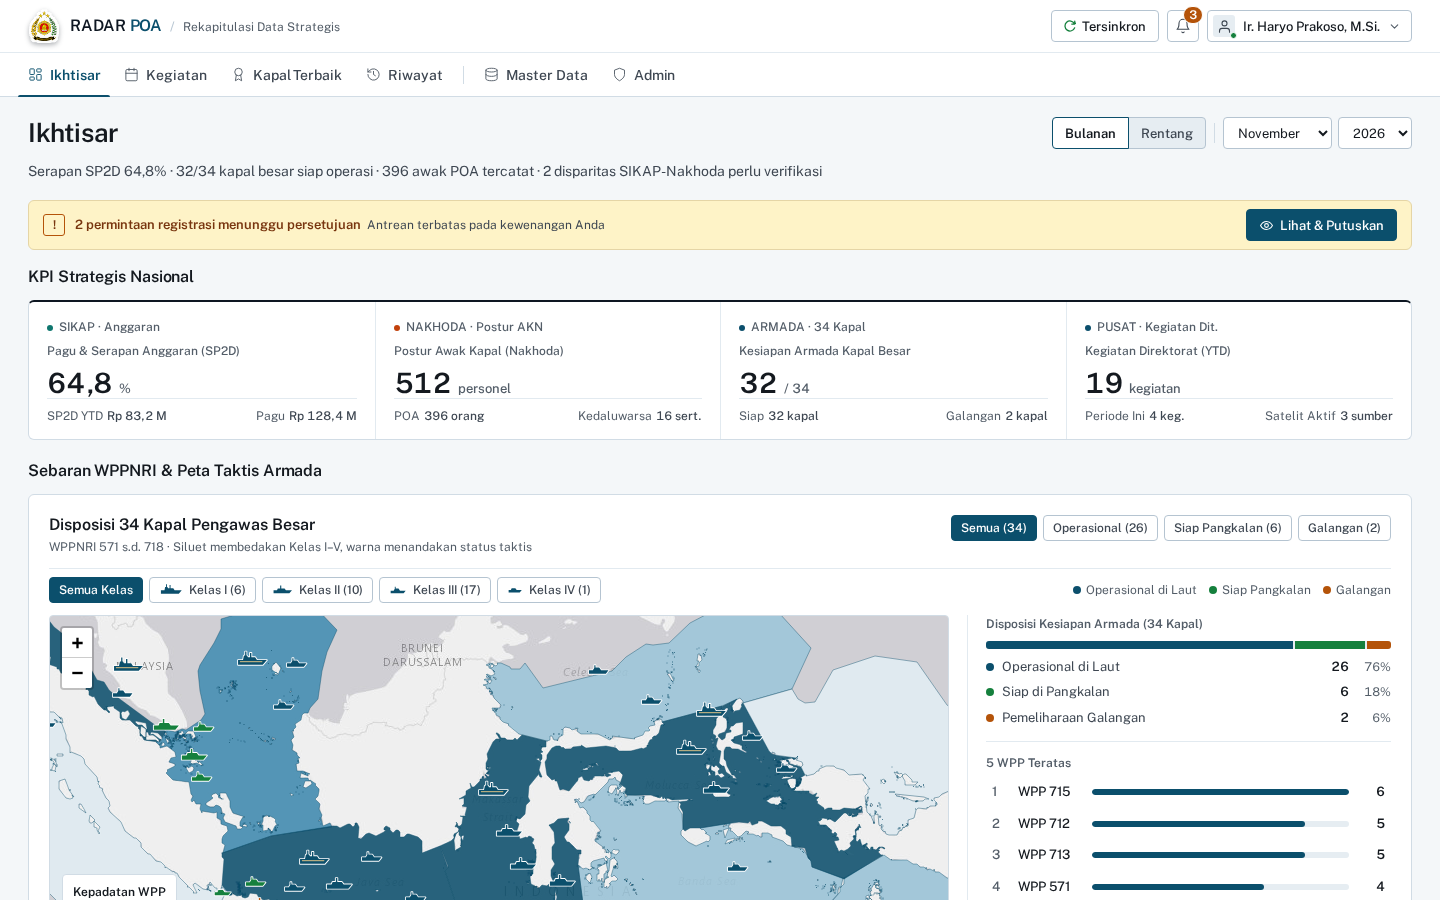 RADAR POA / Rekapitulasi Data Strategis
Tersinkron
3
Ir. Haryo Prakoso, M.Si.
Ikhtisar
Kegiatan
Kapal Terbaik
Riwayat
Master Data
Admin
Ikhtisar
Bulanan
Rentang
November
2026
Serapan SP2D 64,8% · 32/34 kapal besar siap operasi · 396 awak POA tercatat · 2 disparitas SIKAP-Nakhoda perlu verifikasi
! 2 permintaan registrasi menunggu persetujuan Antrean terbatas pada kewenangan Anda
Lihat & Putuskan
KPI Strategis Nasional
SIKAP · Anggaran
Pagu & Serapan Anggaran (SP2D)
64,8 %
SP2D YTD Rp 83,2 M
Pagu Rp 128,4 M
NAKHODA · Postur AKN
Postur Awak Kapal (Nakhoda)
512 personel
POA 396 orang
Kedaluwarsa 16 sert.
ARMADA · 34 Kapal
Kesiapan Armada Kapal Besar
32 / 34
Siap 32 kapal
Galangan 2 kapal
PUSAT · Kegiatan Dit.
Kegiatan Direktorat (YTD)
19 kegiatan
Periode Ini 4 keg.
Satelit Aktif 3 sumber
Sebaran WPPNRI & Peta Taktis Armada
Disposisi 34 Kapal Pengawas Besar
WPPNRI 571 s.d. 718 · Siluet membedakan Kelas I–V, warna menandakan status taktis
Semua (34)
Operasional (26)
Siap Pangkalan (6)
Galangan (2)
Semua Kelas
Kelas I (6)
Kelas II (10)
Kelas III (17)
Kelas IV (1)
Operasional di Laut
Siap Pangkalan
Galangan
+
−
BRUNEI
DARUSSALAM
Kepadatan WPP
Disposisi Kesiapan Armada (34 Kapal)
Operasional di Laut 26 76%
Siap di Pangkalan 6 18%
Pemeliharaan Galangan 2 6%
5 WPP Teratas
1 WPP 715 6
2 WPP 712 5
3 WPP 713 5
4 WPP 571 4